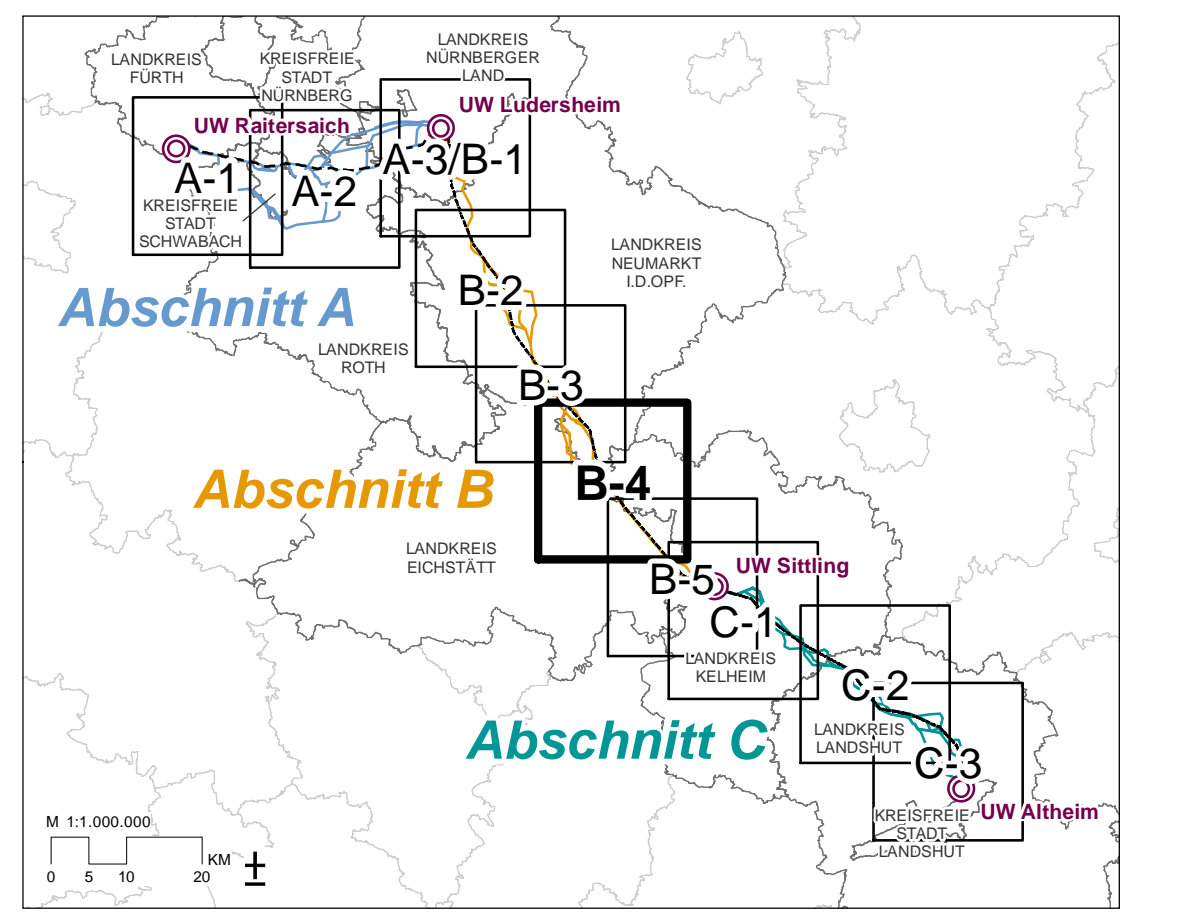 LANDKREIS
FÜRTH
KREISFREIE
STADT
NÜRNBERG
LANDKREIS
NÜRNBERGER
LAND
UW Ludersheim
UW Raitersaich
A-1
A-2
A-3/B-1
KREISFREIE
STADT
SCHWABACH
LANDKREIS
NEUMARKT
I.D.OPF.
B-2
Abschnitt A
LANDKREIS
ROTH
B-3
Abschnitt B
B-4
LANDKREIS
EICHSTÄTT
UW Sittling
B-5
C-1
LANDKREIS
KELHEIM
C-2
Abschnitt C
LANDKREIS
LANDSHUT
C-3
UW Altheim
KREISFREIE
STADT
LANDSHUT
M 1:1.000.000
KM
0 5 10 20